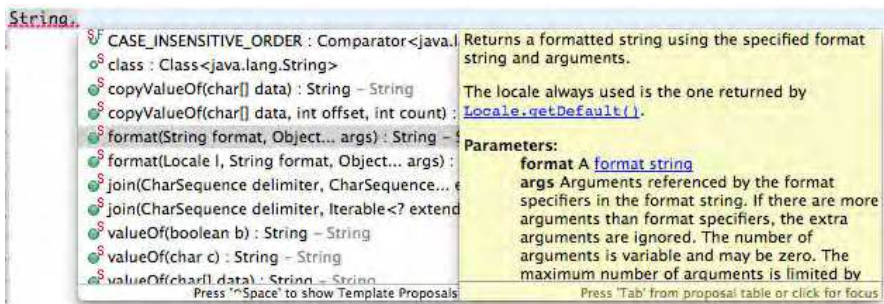 String.
CASE_INSENSITIVE_ORDER : Comparator<java.l
class : Class<java.lang.String>
copyValueOf(char[] data) : String – String
copyValueOf(char[] data, int offset, int count) :
format(String format, Object... args) : String – S
format(Locale l, String format, Object... args) :
join(CharSequence delimiter, CharSequence... e
join(CharSequence delimiter, Iterable<? extend
valueOf(boolean b) : String – String
valueOf(char c) : String – String
valueOf(char[] data) : String – String
Press '^Space' to show Template Proposals
Returns a formatted string using the specified format
string and arguments.
The locale always used is the one returned by
Locale.getDefault().
Parameters:
format A format string
args Arguments referenced by the format
specifiers in the format string. If there are more
arguments than format specifiers, the extra
arguments are ignored. The number of
arguments is variable and may be zero. The
maximum number of arguments is limited by
Press 'Tab' from proposal table or click for focus